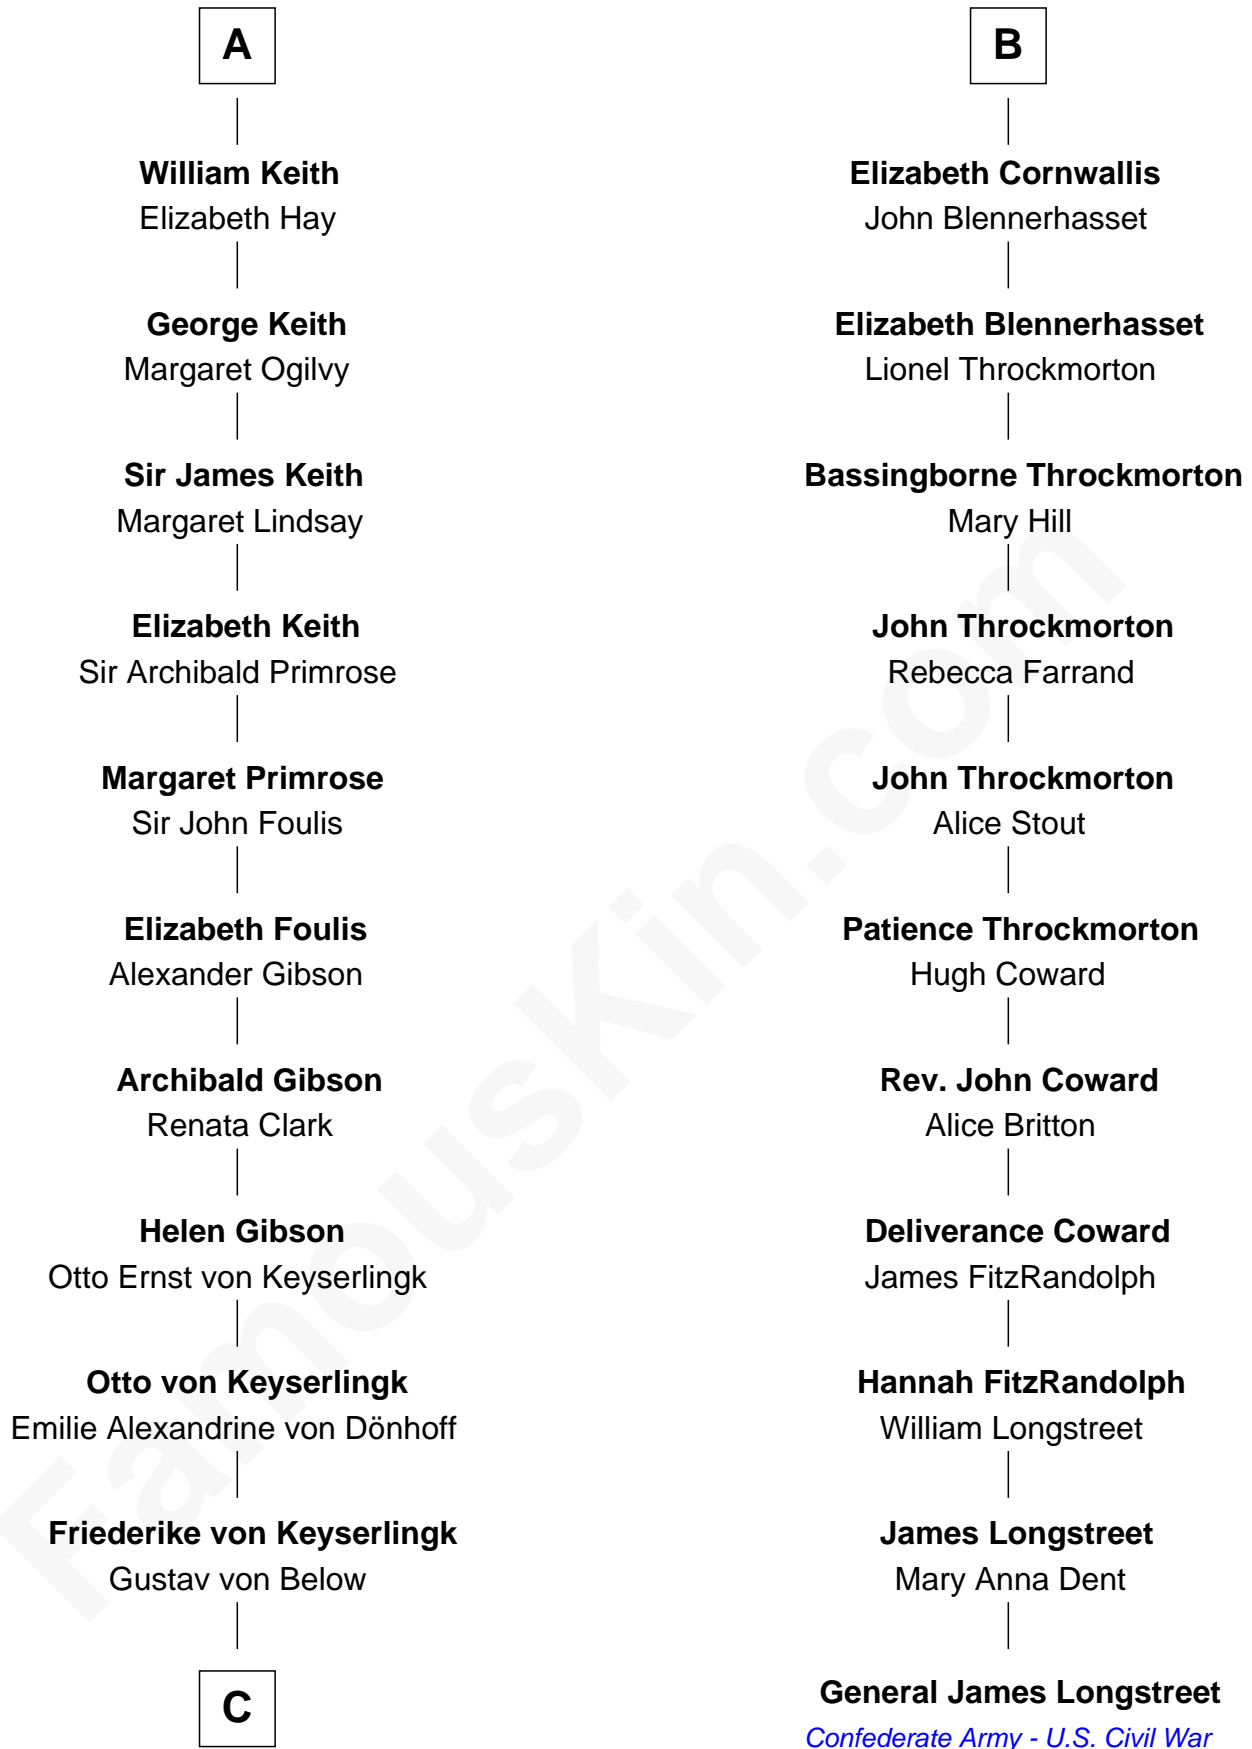 A
William Keith
Elizabeth Hay
George Keith
Margaret Ogilvy
Sir James Keith
Margaret Lindsay
Elizabeth Keith
Sir Archibald Primrose
Margaret Primrose
Sir John Foulis
Elizabeth Foulis
Alexander Gibson
Archibald Gibson
Renata Clark
Helen Gibson
Otto Ernst von Keyserlingk
Otto von Keyserlingk
Emilie Alexandrine von Dönhoff
Friederike von Keyserlingk
Gustav von Below
C
B
Elizabeth Cornwallis
John Blennerhasset
Elizabeth Blennerhasset
Lionel Throckmorton
Bassingborne Throckmorton
Mary Hill
John Throckmorton
Rebecca Farrand
John Throckmorton
Alice Stout
Patience Throckmorton
Hugh Coward
Rev. John Coward
Alice Britton
Deliverance Coward
James FitzRandolph
Hannah FitzRandolph
William Longstreet
James Longstreet
Mary Anna Dent
General James Longstreet
Confederate Army - U.S. Civil War
FamousKin.com